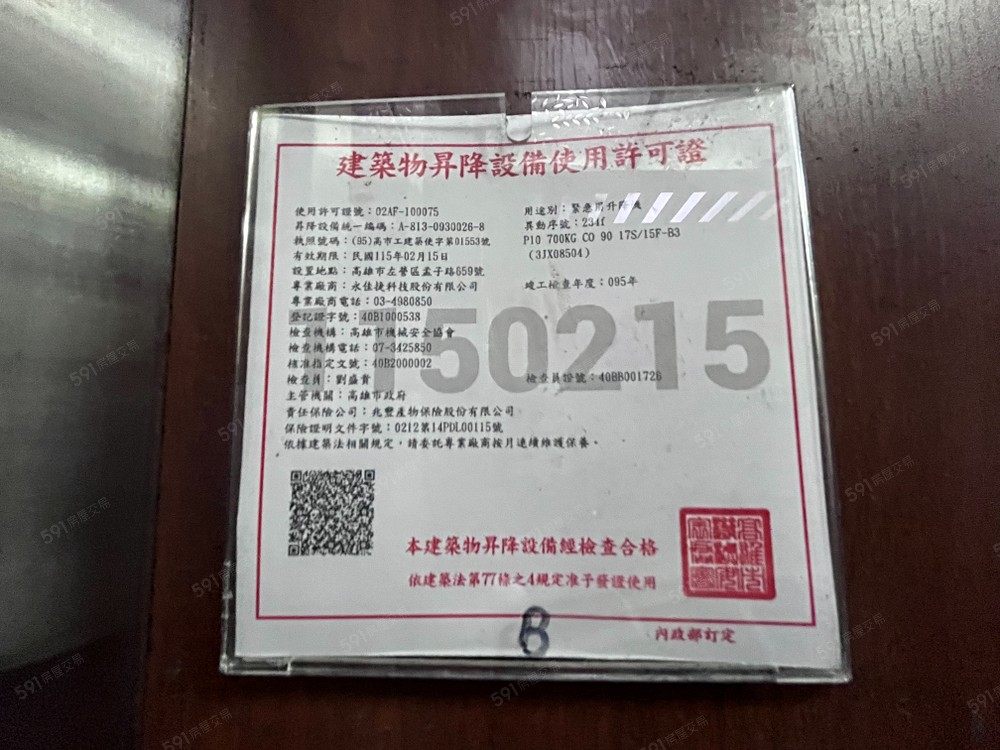 建築物昇降設備使用許可證
使用許可證號：02AF-100075
昇降設備統一編碼：A-813-0930026-8
執照號碼：(95)高市工建築使字第01553號
有效期限：民國115年02月15日
設置地點：高雄市左營區孟子路659號
專業廠商：永佳捷科技股份有限公司
專業廠商電話：03-4980850
登記證字號：40B1000538
檢查機構：高雄市機械安全協會
檢查機構電話：07-3425850
核准指定文號：40B2000002
檢查員：劉盛貴
主管機關：高雄市政府
責任保險公司：兆豐產物保險股份有限公司
保險證明文件字號：0212第14PDL00115號
依據建築法相關規定，請委託專業廠商按月連續維護保養。
用途別：緊急用升降機
異動序號：2341
P10 700KG CO 90 17S/15F-B3
(3JX08504)
竣工檢查年度：095年
檢查員證號：40BB001728
150215
本建築物昇降設備經檢查合格
依建築法第77條之4規定准予發證使用
內政部訂定
8
591房屋交易